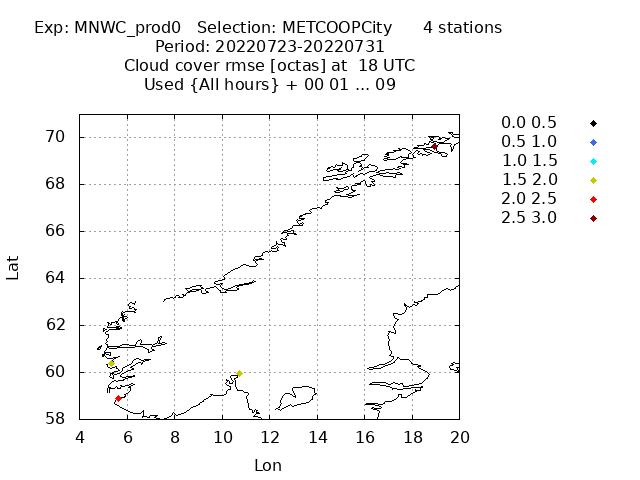 Exp: MNWC_prod0   Selection: METCOOPCity      4 stations
Period: 20220723-20220731
Cloud cover rmse [octas] at  18 UTC
Used {All hours} + 00 01 ... 09
0.0 0.5
0.5 1.0
1.0 1.5
1.5 2.0
2.0 2.5
2.5 3.0
70
68
66
64
62
60
58
Lat
4 6 8 10 12 14 16 18 20
Lon